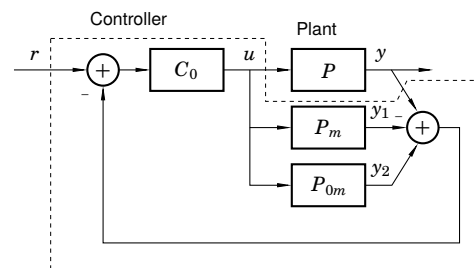 Controller
Plant
r
+
-
C₀
u
P
y
Pₘ
y₁
-
+
P₀ₘ
y₂